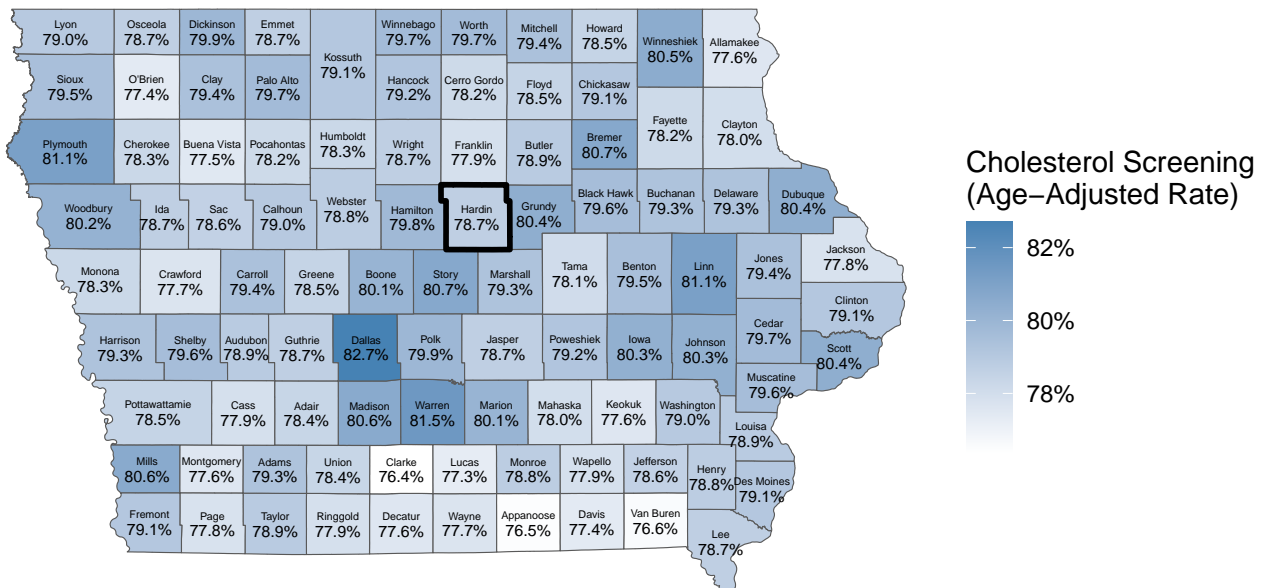 Lyon
79.0%
Osceola
78.7%
Dickinson
79.9%
Emmet
78.7%
Kossuth
79.1%
Winnebago
79.7%
Worth
79.7%
Mitchell
79.4%
Howard
78.5%
Winneshiek
80.5%
Allamakee
77.6%
Sioux
79.5%
O'Brien
77.4%
Clay
79.4%
Palo Alto
79.7%
Hancock
79.2%
Cerro Gordo
78.2%
Floyd
78.5%
Chickasaw
79.1%
Fayette
78.2%
Clayton
78.0%
Plymouth
81.1%
Cherokee
78.3%
Buena Vista
77.5%
Pocahontas
78.2%
Humboldt
78.3%
Wright
78.7%
Franklin
77.9%
Butler
78.9%
Bremer
80.7%
Woodbury
80.2%
Ida
78.7%
Sac
78.6%
Calhoun
79.0%
Webster
78.8%
Hamilton
79.8%
Hardin
78.7%
Grundy
80.4%
Black Hawk
79.6%
Buchanan
79.3%
Delaware
79.3%
Dubuque
80.4%
Monona
78.3%
Crawford
77.7%
Carroll
79.4%
Greene
78.5%
Boone
80.1%
Story
80.7%
Marshall
79.3%
Tama
78.1%
Benton
79.5%
Linn
81.1%
Jones
79.4%
Jackson
77.8%
Clinton
79.1%
Harrison
79.3%
Shelby
79.6%
Audubon
78.9%
Guthrie
78.7%
Dallas
82.7%
Polk
79.9%
Jasper
78.7%
Poweshiek
79.2%
Iowa
80.3%
Johnson
80.3%
Cedar
79.7%
Scott
80.4%
Muscatine
79.6%
Pottawattamie
78.5%
Cass
77.9%
Adair
78.4%
Madison
80.6%
Warren
81.5%
Marion
80.1%
Mahaska
78.0%
Keokuk
77.6%
Washington
79.0%
Louisa
78.9%
Mills
80.6%
Montgomery
77.6%
Adams
79.3%
Union
78.4%
Clarke
76.4%
Lucas
77.3%
Monroe
78.8%
Wapello
77.9%
Jefferson
78.6%
Henry
78.8%
Des Moines
79.1%
Fremont
79.1%
Page
77.8%
Taylor
78.9%
Ringgold
77.9%
Decatur
77.6%
Wayne
77.7%
Appanoose
76.5%
Davis
77.4%
Van Buren
76.6%
Lee
78.7%
Cholesterol Screening
(Age−Adjusted Rate)
82%
80%
78%